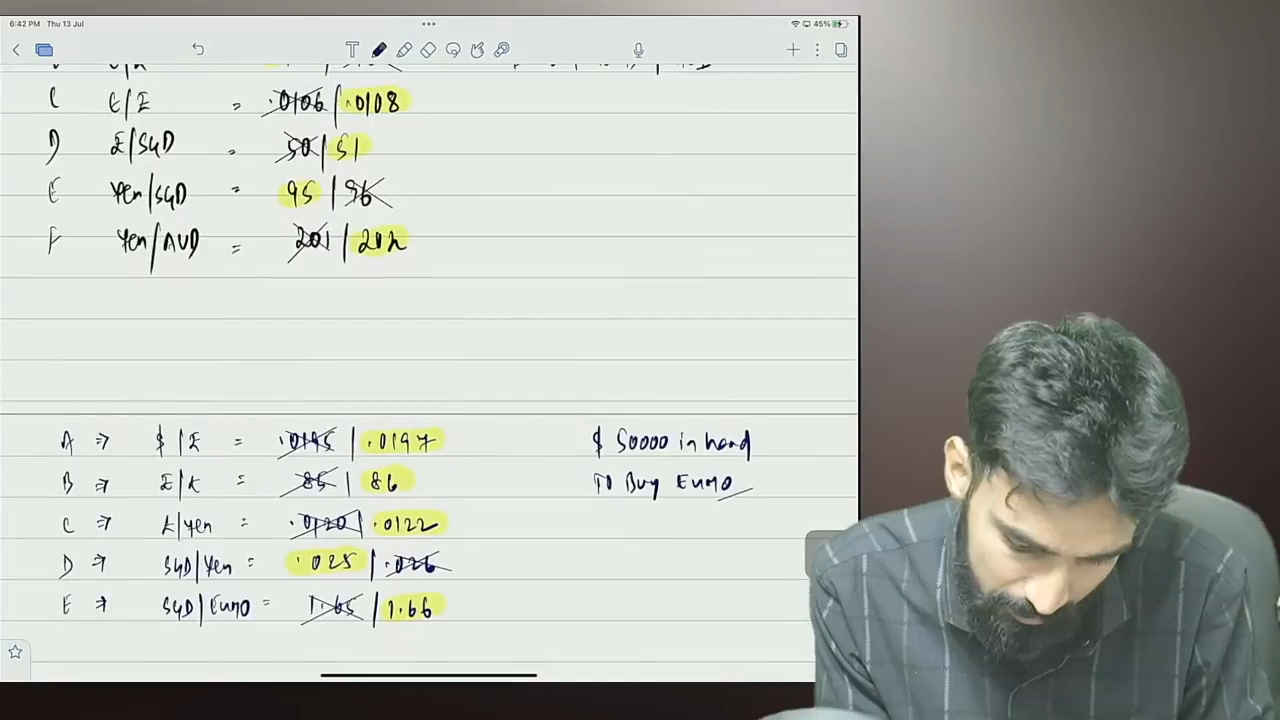 6:42 PM Thu 13 Jul
45%
C £/I = .0106 | .0108
D I/SGD = 50 | 51
E Yen/SGD = 95 | 96
F Yen/AUD = 201 | 202
A ⇒ $ | I = .0195 | .0197 $ 50000 in hand
B ⇒ I/£ = 85 | 86 To Buy EURO
C ⇒ £/Yen = .0120 | .0122
D ⇒ SGD/Yen = .025 | .026
E ⇒ SGD/EURO = 1.65 | 1.66